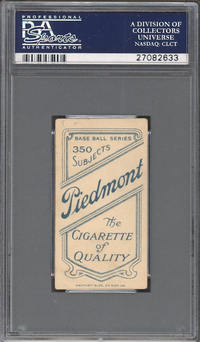 PROFESSIONAL
PSA
Sports
AUTHENTICATOR
A DIVISION OF
COLLECTORS
UNIVERSE
NASDAQ: CLCT
27082633
BASE BALL SERIES
350 SUBJECTS
Piedmont
The
CIGARETTE
of
QUALITY